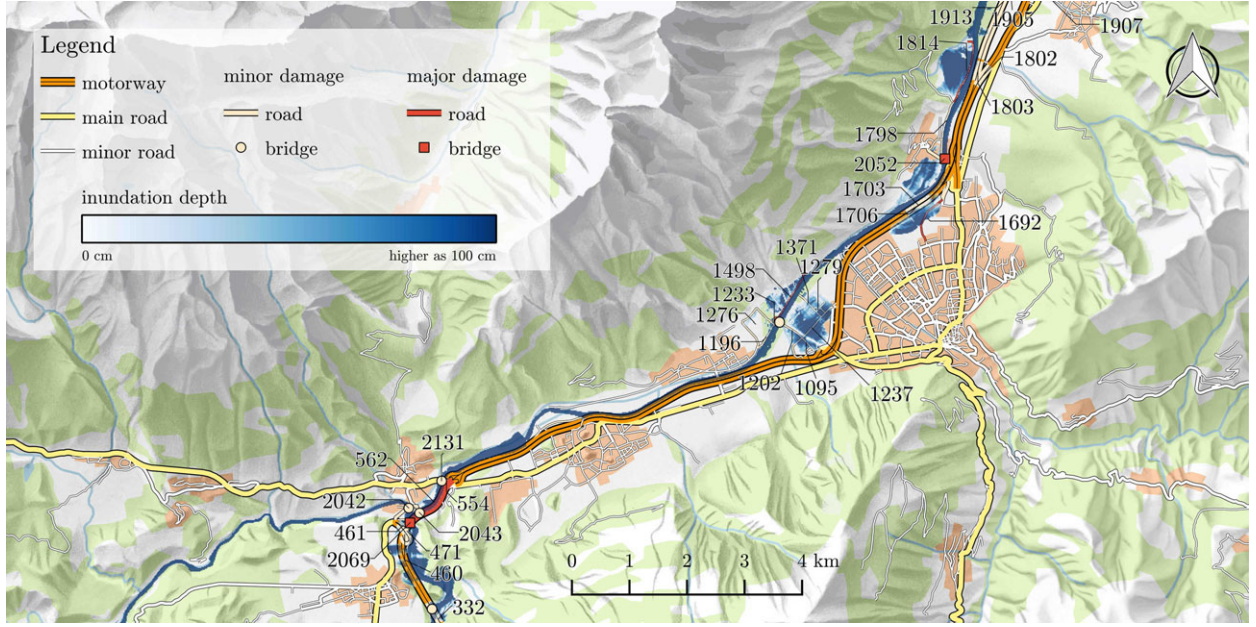 Legend
motorway
main road
minor road
minor damage
road
bridge
major damage
road
bridge
inundation depth
0 cm
higher as 100 cm
1913
1905
1907
1814
1802
1803
1798
2052
1703
1706
1692
1371
1279
1498
1233
1276
1196
1202
1095
1237
2131
562
554
2042
2043
461
471
2069
460
332
0 1 2 3 4 km